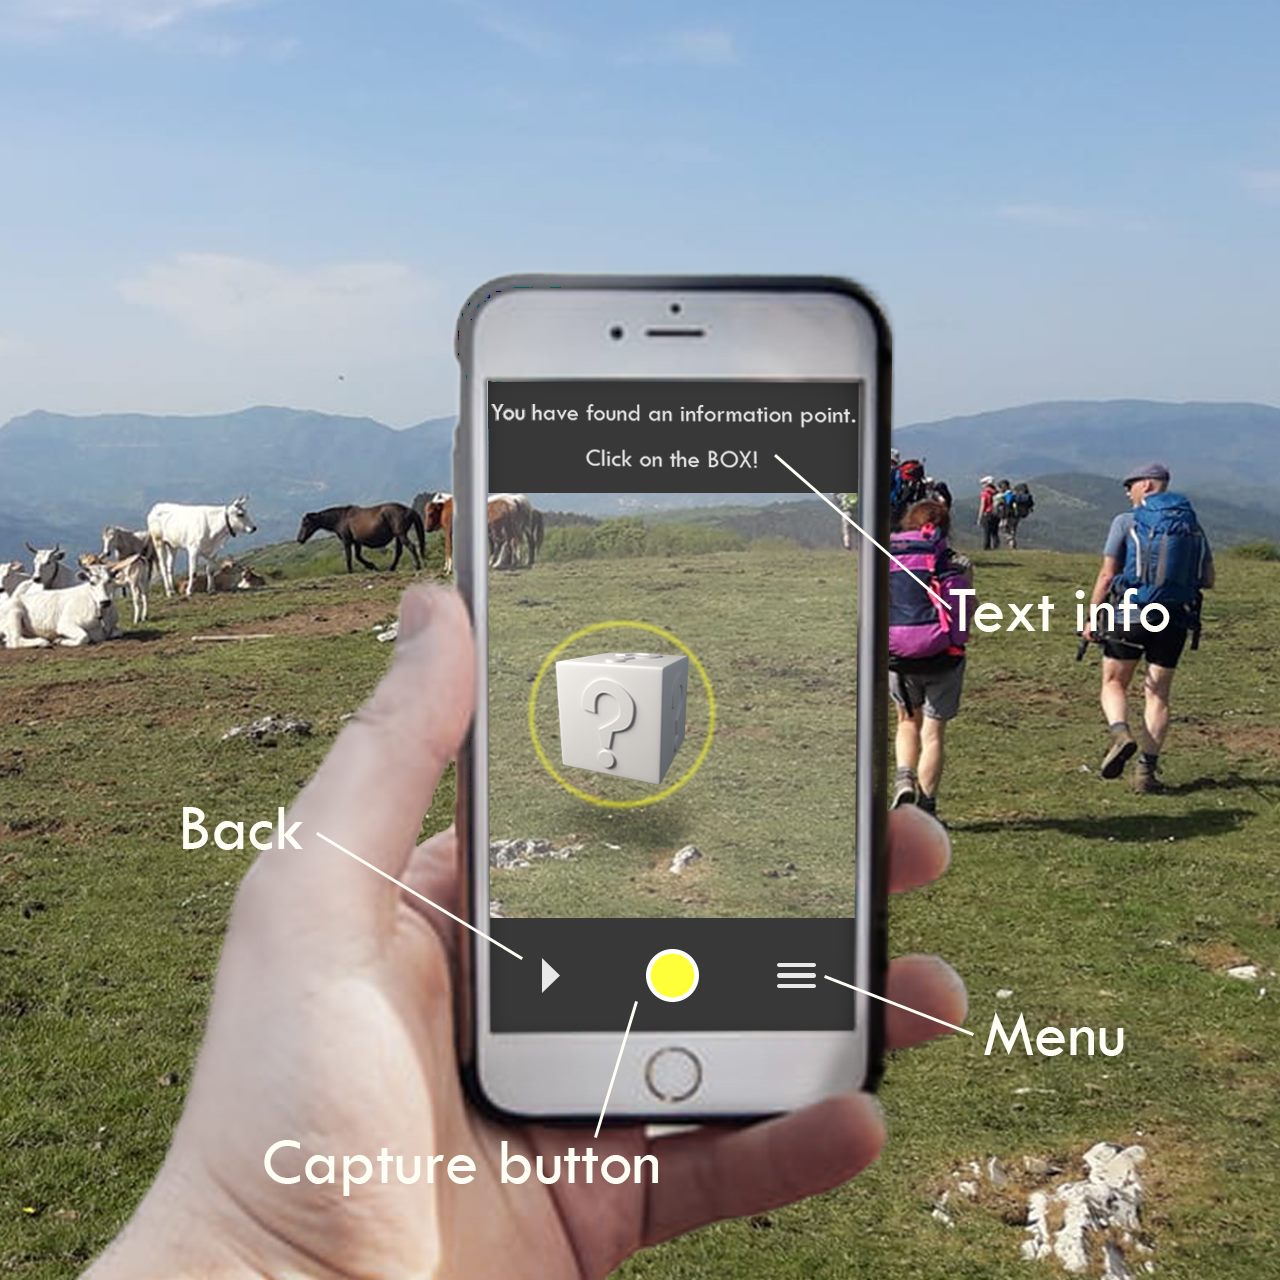 You have found an information point.
Click on the BOX!
Text info
Back
Menu
Capture button